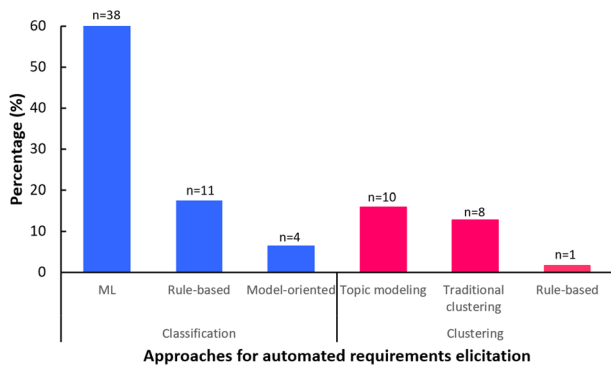 n=38
60
50
40
30
20
10
0
Percentage (%)
n=11
n=4
n=10
n=8
n=1
ML
Rule-based
Model-oriented
Topic modeling
Traditional
clustering
Rule-based
Classification
Clustering
Approaches for automated requirements elicitation